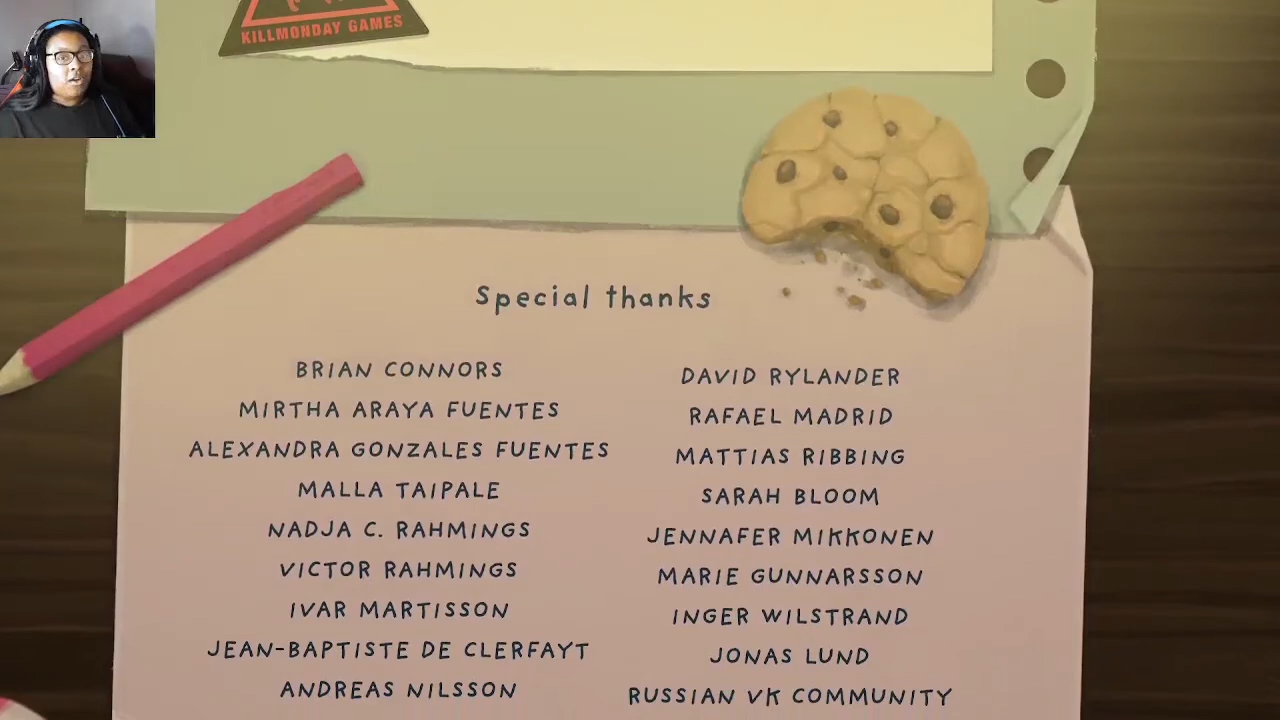 KILLMONDAY GAMES
Special thanks
BRIAN CONNORS
MIRTHA ARAYA FUENTES
ALEXANDRA GONZALES FUENTES
MALLA TAIPALE
NADJA C. RAHMINGS
VICTOR RAHMINGS
IVAR MARTISSON
JEAN-BAPTISTE DE CLERFAYT
ANDREAS NILSSON
DAVID RYLANDER
RAFAEL MADRID
MATTIAS RIBBING
SARAH BLOOM
JENNAFER MIKKONEN
MARIE GUNNARSSON
INGER WILSTRAND
JONAS LUND
RUSSIAN VK COMMUNITY